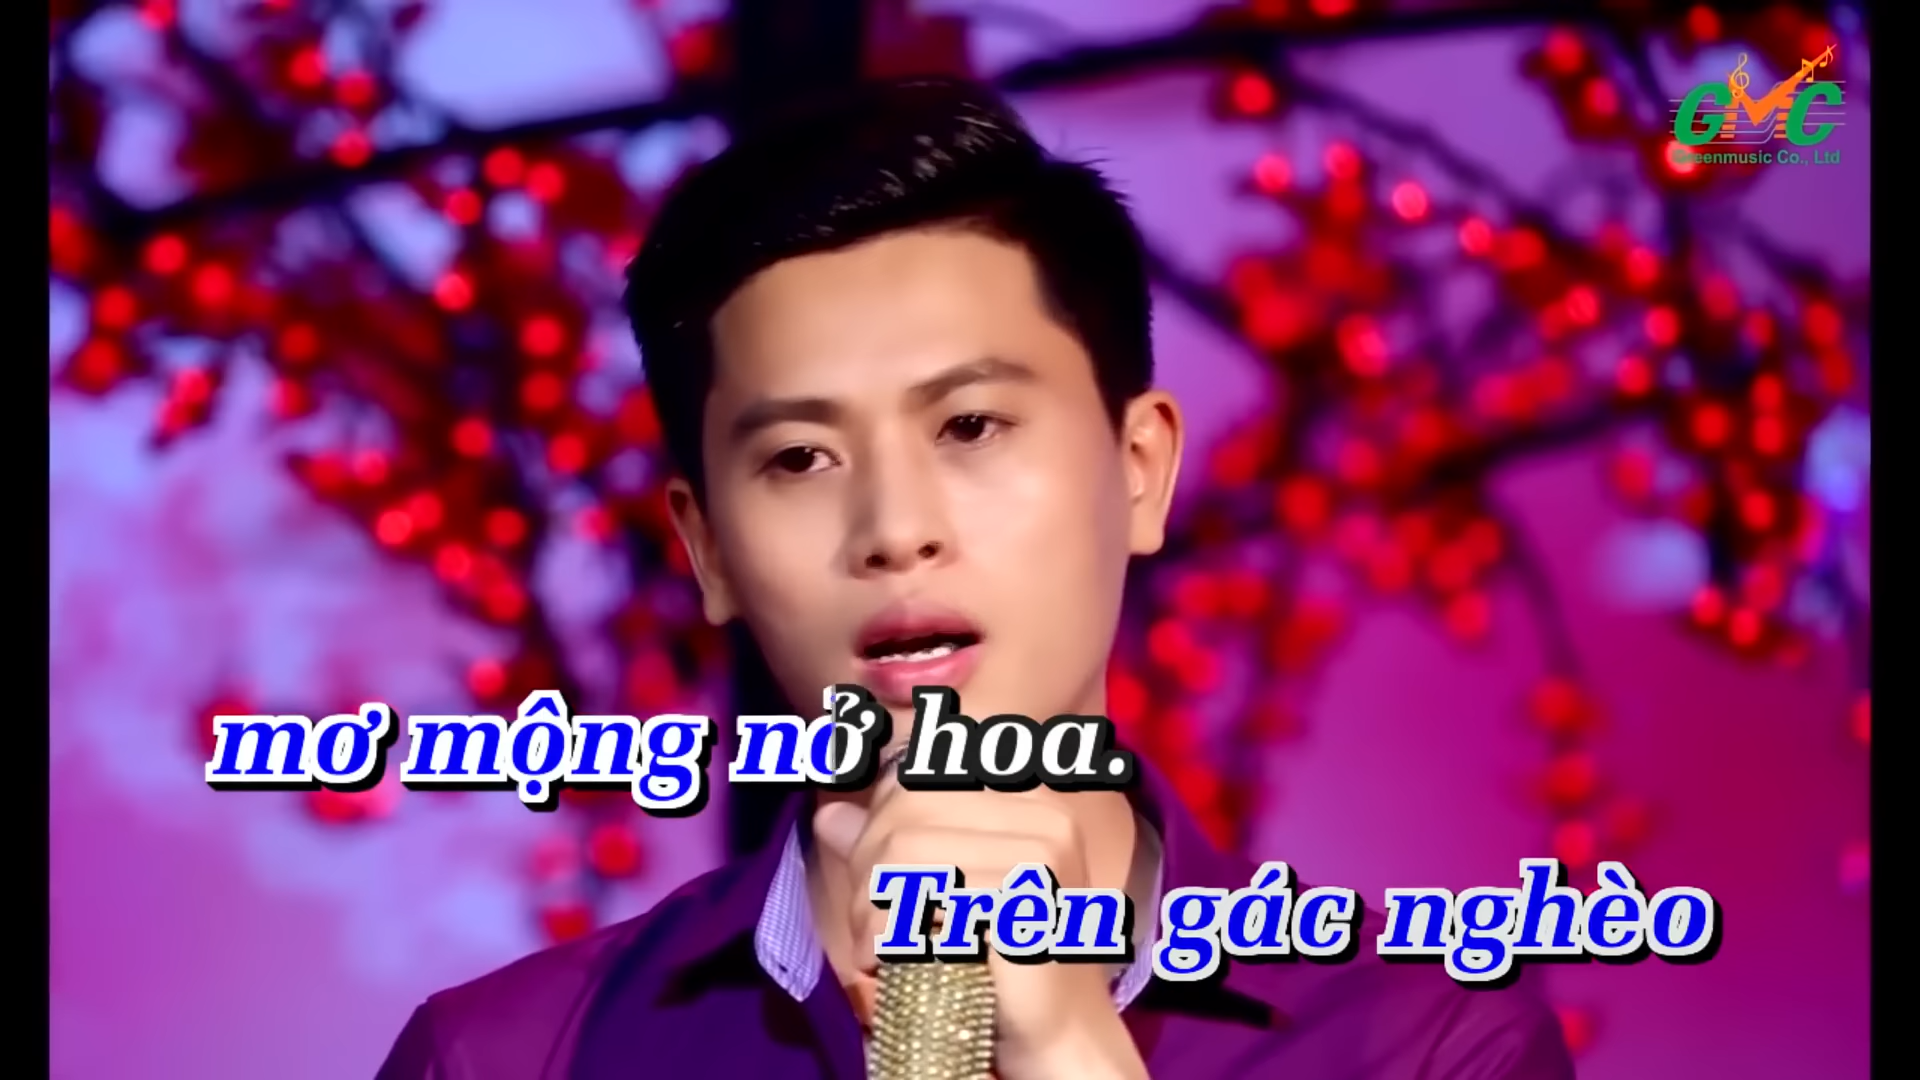 GMC
Greenmusic Co., Ltd
mơ mộng nở hoa.
Trên gác nghèo